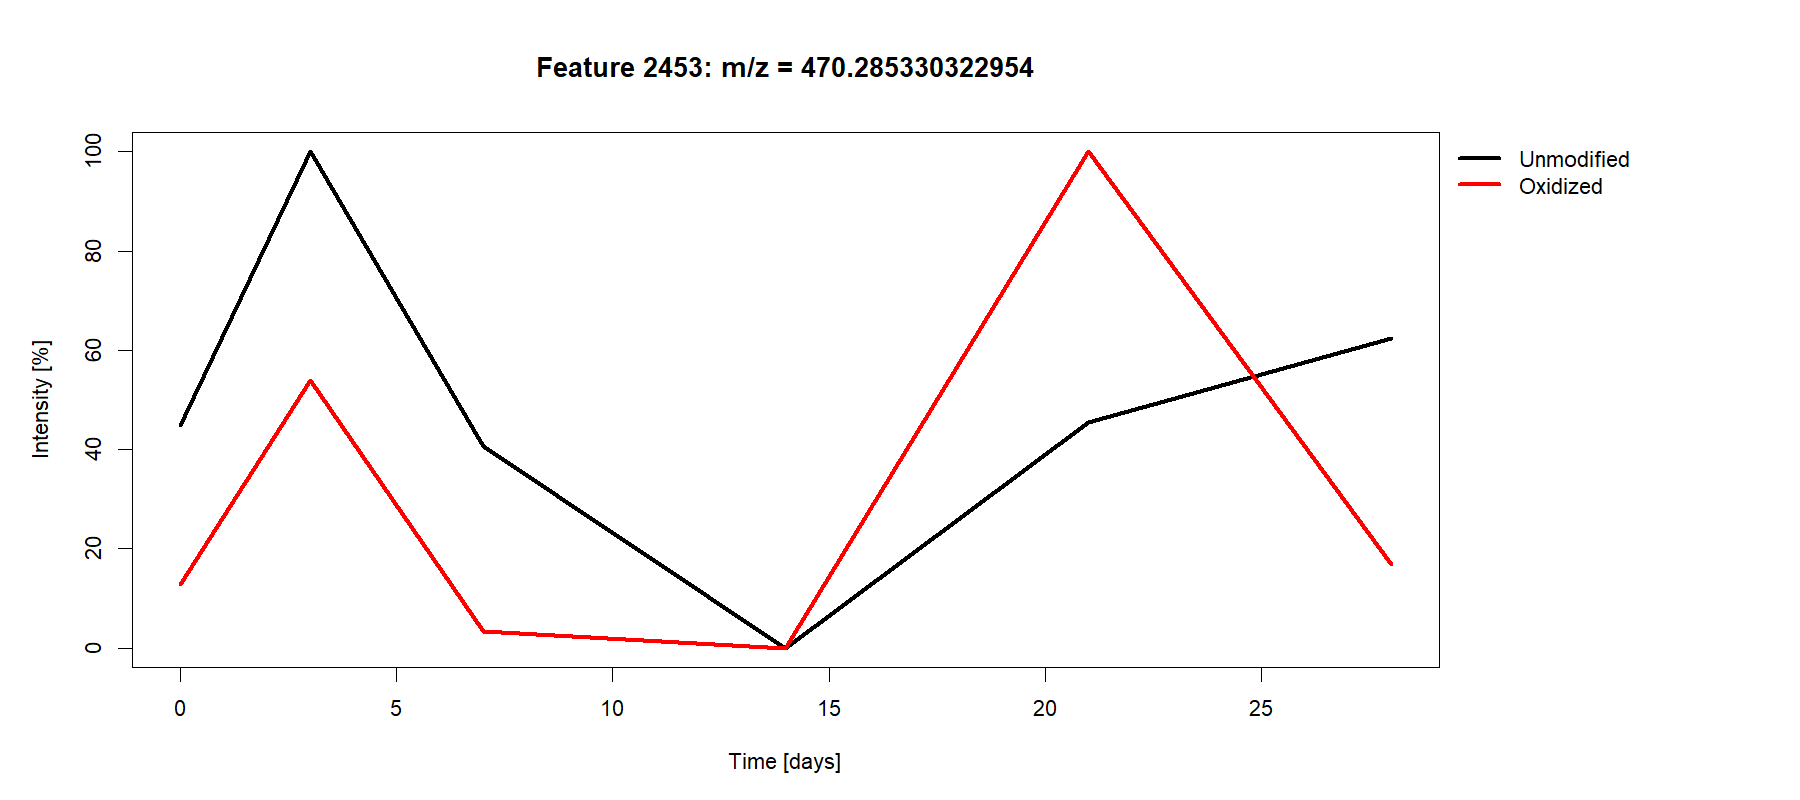 Feature 2453: m/z = 470.285330322954
Unmodified
Oxidized
Intensity [%]
100
80
60
40
20
0
0 5 10 15 20 25
Time [days]